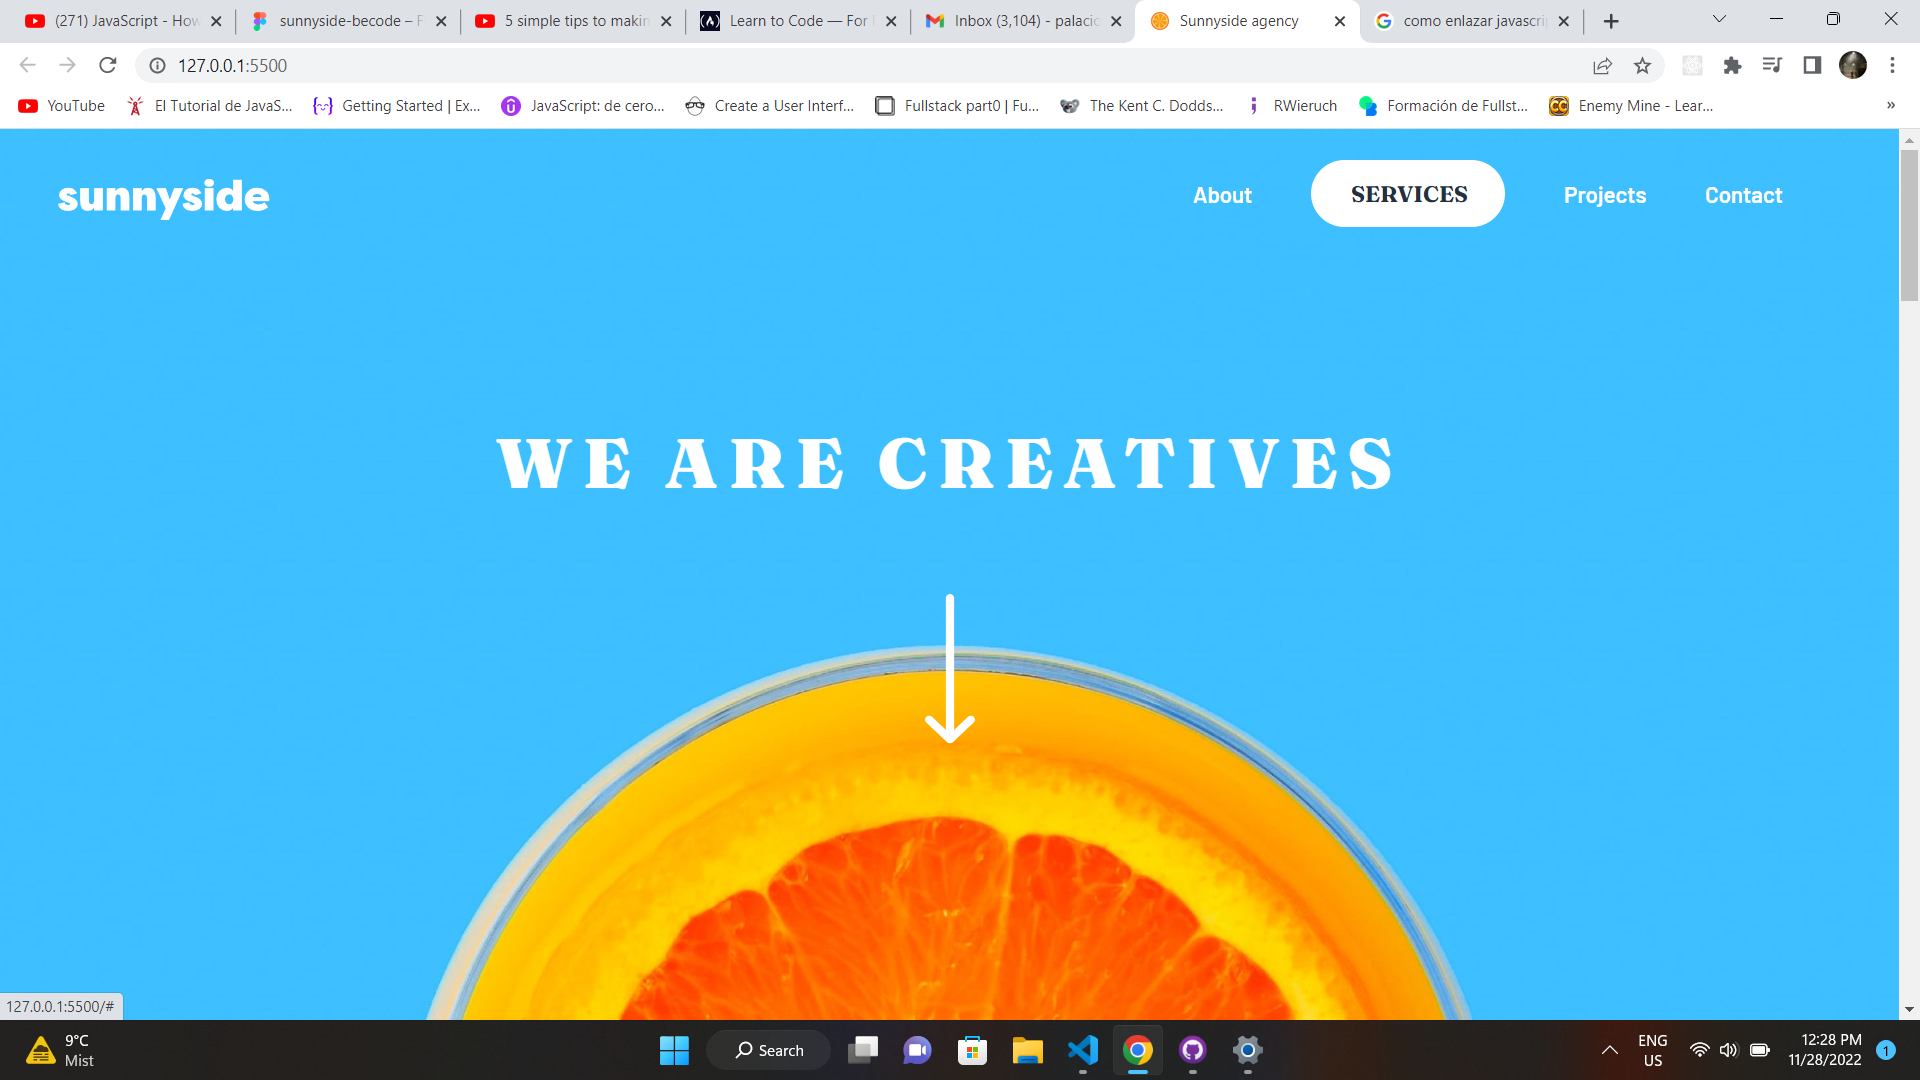 (271) JavaScript - How
sunnyside-becode – F
5 simple tips to makin
Learn to Code — For
Inbox (3,104) - palacio
Sunnyside agency
como enlazar javascri
127.0.0.1:5500
YouTube
El Tutorial de JavaS...
Getting Started | Ex...
JavaScript: de cero...
Create a User Interf...
Fullstack part0 | Fu...
The Kent C. Dodds...
RWieruch
Formación de Fullst...
Enemy Mine - Lear...
»
sunnyside
About
SERVICES
Projects
Contact
WE ARE CREATIVES
127.0.0.1:5500/#
9°C
Mist
Search
ENG
US
12:28 PM
11/28/2022
1